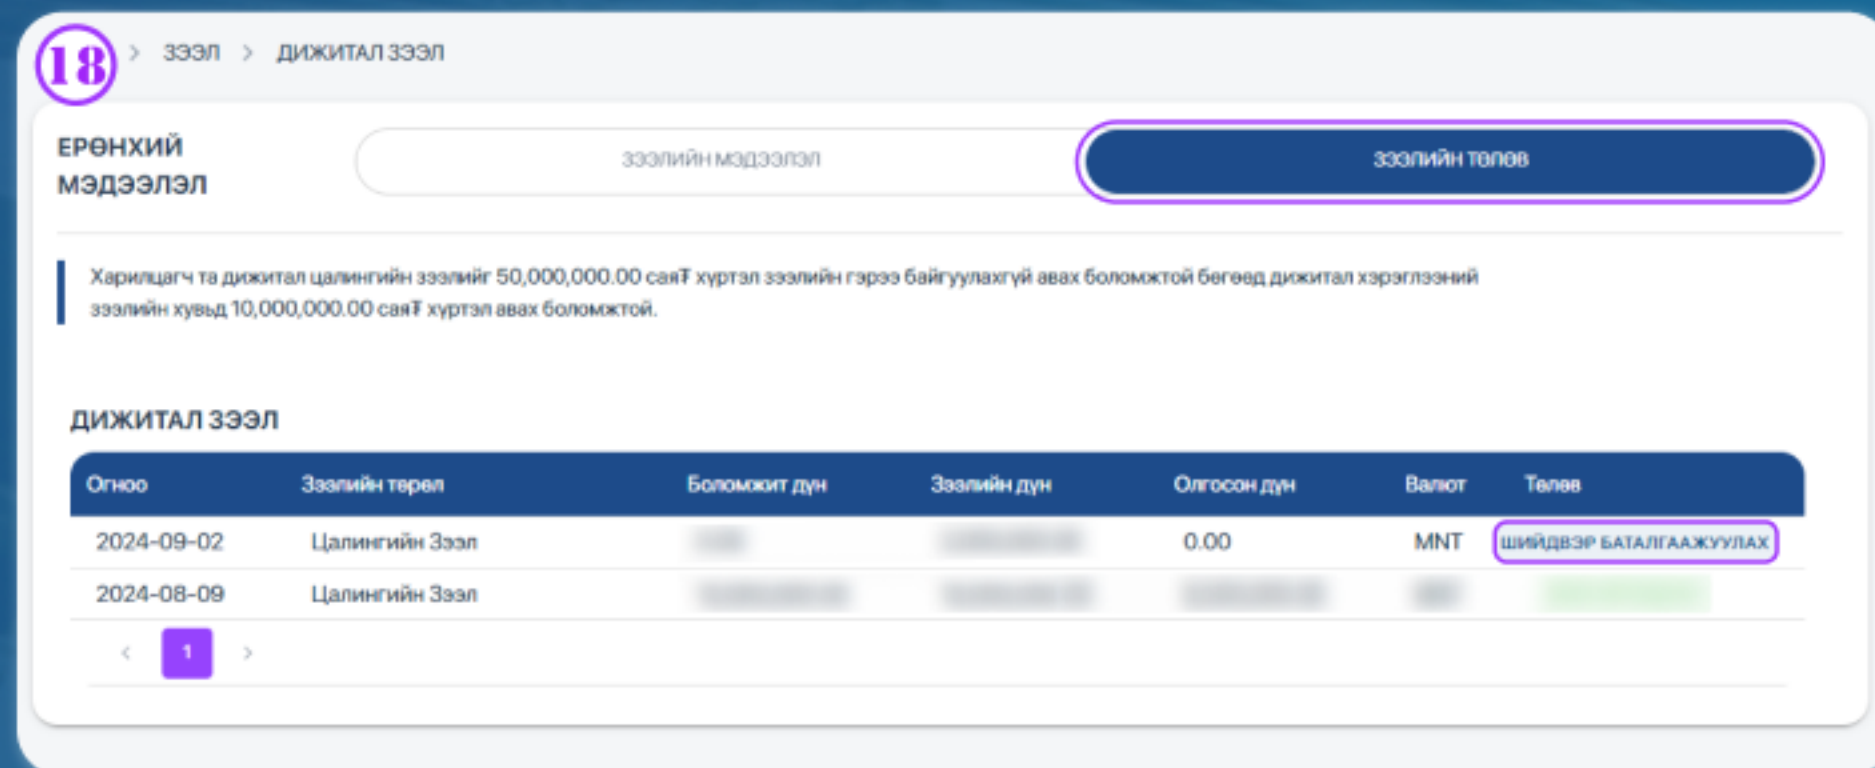 18 > ЗЭЭЛ > ДИЖИТАЛ ЗЭЭЛ
ЕРӨНХИЙ
МЭДЭЭЛЭЛ
ЗЭЭЛИЙН МЭДЭЭЛЭЛ
ЗЭЭЛИЙН ТӨЛӨВ
Харилцагч та дижитал цалингийн зээлийг 50,000,000.00 сая₮ хүртэл зээлийн гэрээ байгуулахгүй авах боломжтой бөгөөд дижитал хэрэглээний
зээлийн хувьд 10,000,000.00 сая₮ хүртэл авах боломжтой.
ДИЖИТАЛ ЗЭЭЛ
Огноо Зээлийн төрөл Боломжит дүн Зээлийн дүн Олгосон дүн Валют Төлөв
2024-09-02 Цалингийн Зээл 0.00 MNT ШИЙДВЭР БАТАЛГААЖУУЛАХ
2024-08-09 Цалингийн Зээл
< 1 >